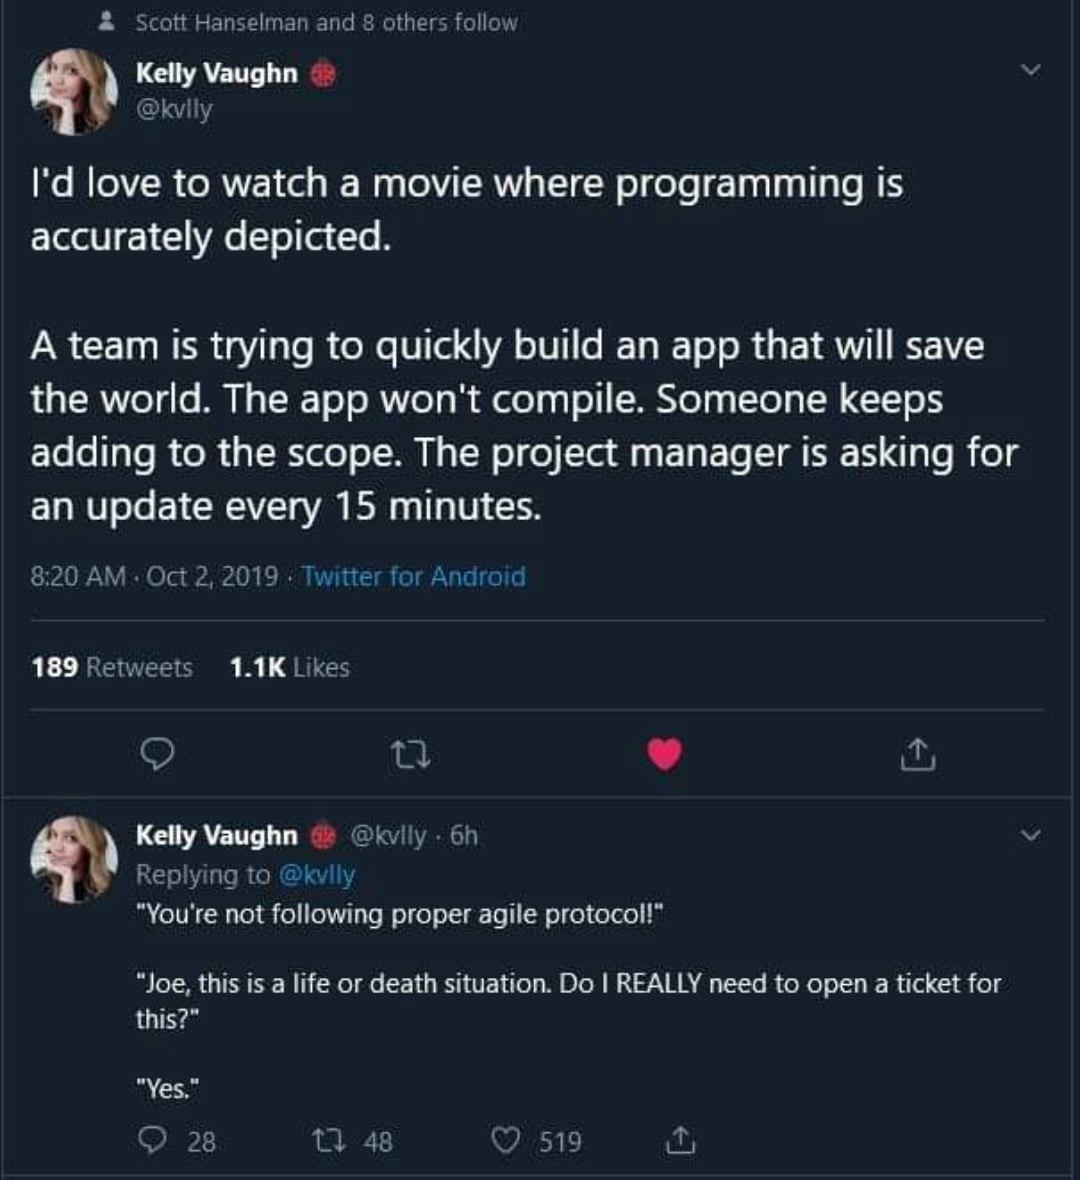 Scott Hanselman and 8 others follow
Kelly Vaughn
@kvlly
I'd love to watch a movie where programming is
accurately depicted.
A team is trying to quickly build an app that will save
the world. The app won't compile. Someone keeps
adding to the scope. The project manager is asking for
an update every 15 minutes.
8:20 AM · Oct 2, 2019 · Twitter for Android
189 Retweets 1.1K Likes
Kelly Vaughn @kvlly · 6h
Replying to @kvlly
"You're not following proper agile protocol!"
"Joe, this is a life or death situation. Do I REALLY need to open a ticket for
this?"
"Yes."
28 48 519